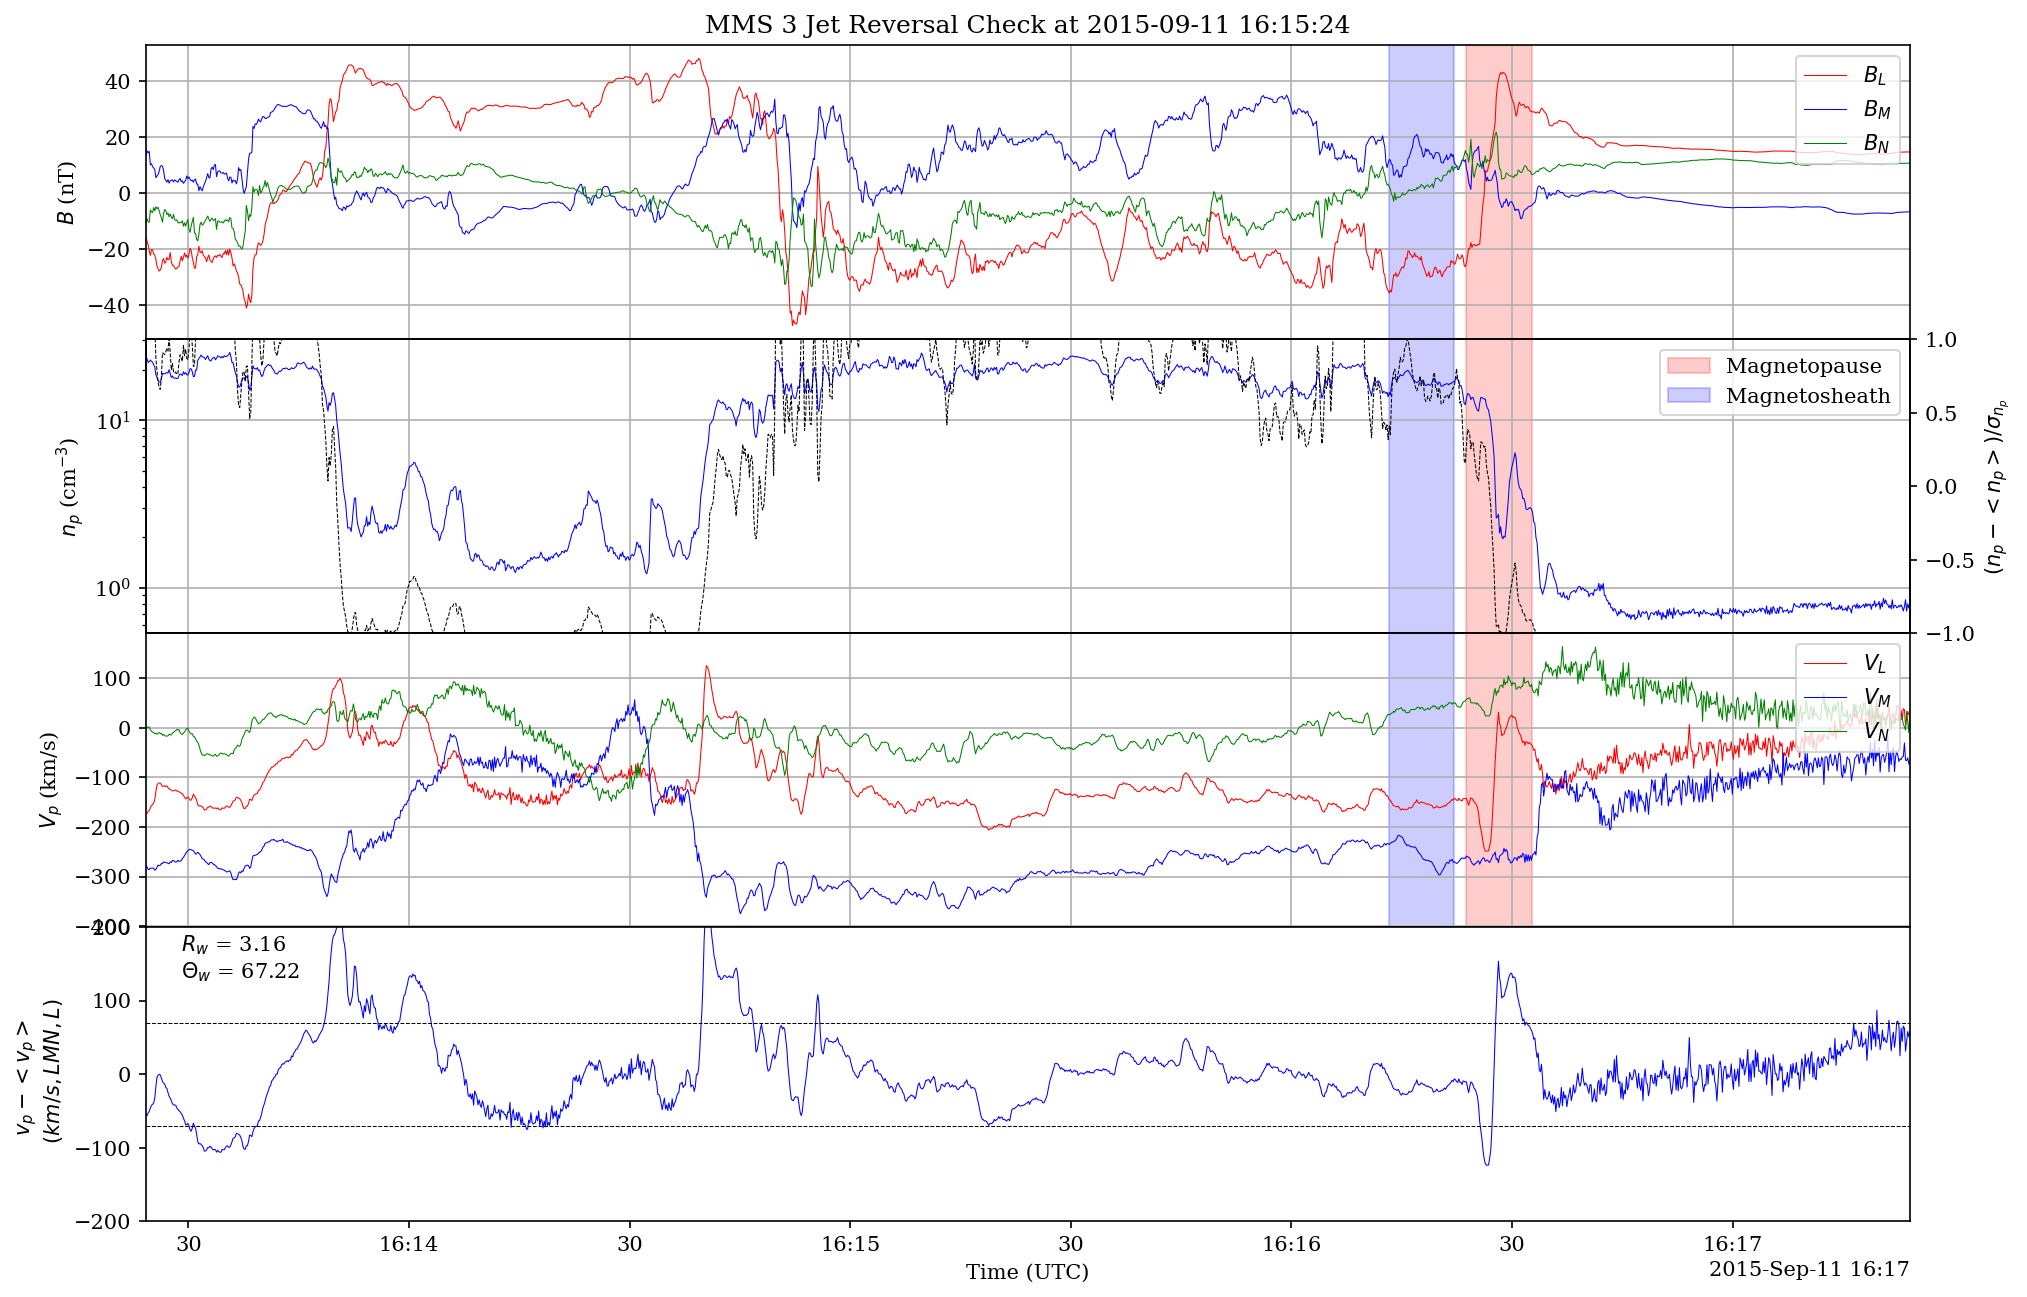 MMS 3 Jet Reversal Check at 2015-09-11 16:15:24
40
20
0
−20
−40
B (nT)
B_L
B_M
B_N
10^1
10^0
n_p (cm^−3)
1.0
0.5
0.0
−0.5
−1.0
(n_p − < n_p >)/σ_{n_p}
Magnetopause
Magnetosheath
100
0
−100
−200
−300
−400
V_p (km/s)
V_L
V_M
V_N
200
100
0
−100
−200
v_p − < v_p >
(km/s, LMN, L)
R_w = 3.16
Θ_w = 67.22
30 16:14 30 16:15 30 16:16 30 16:17
Time (UTC)
2015-Sep-11 16:17